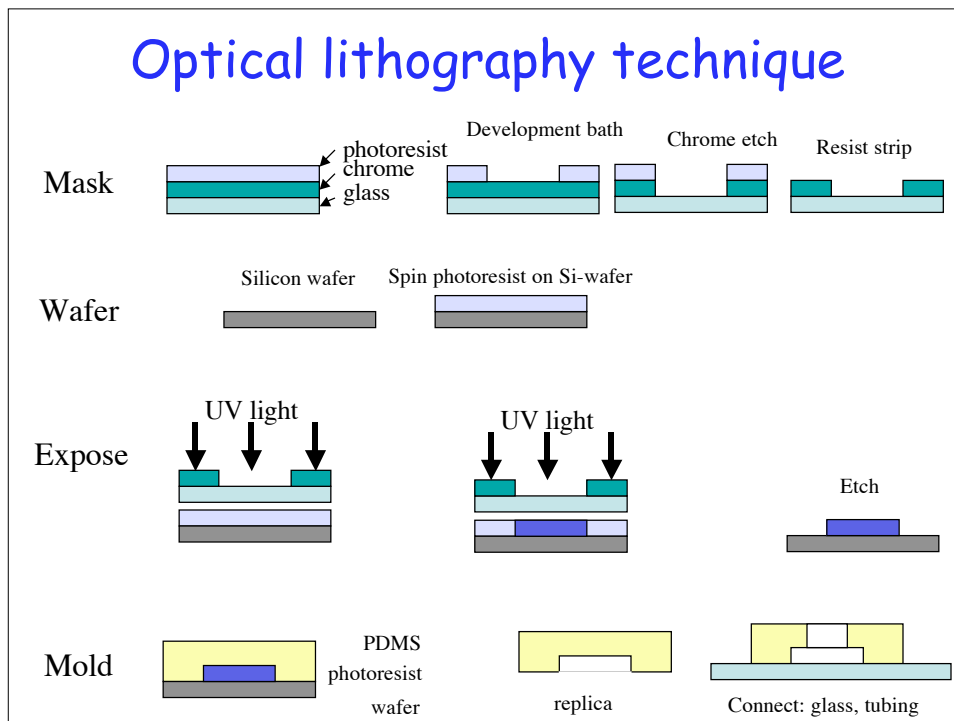 Optical lithography technique
Mask
photoresist
chrome
glass
Development bath
Chrome etch
Resist strip
Wafer
Silicon wafer
Spin photoresist on Si-wafer
Expose
UV light
UV light
Etch
Mold
PDMS
photoresist
wafer
replica
Connect: glass, tubing